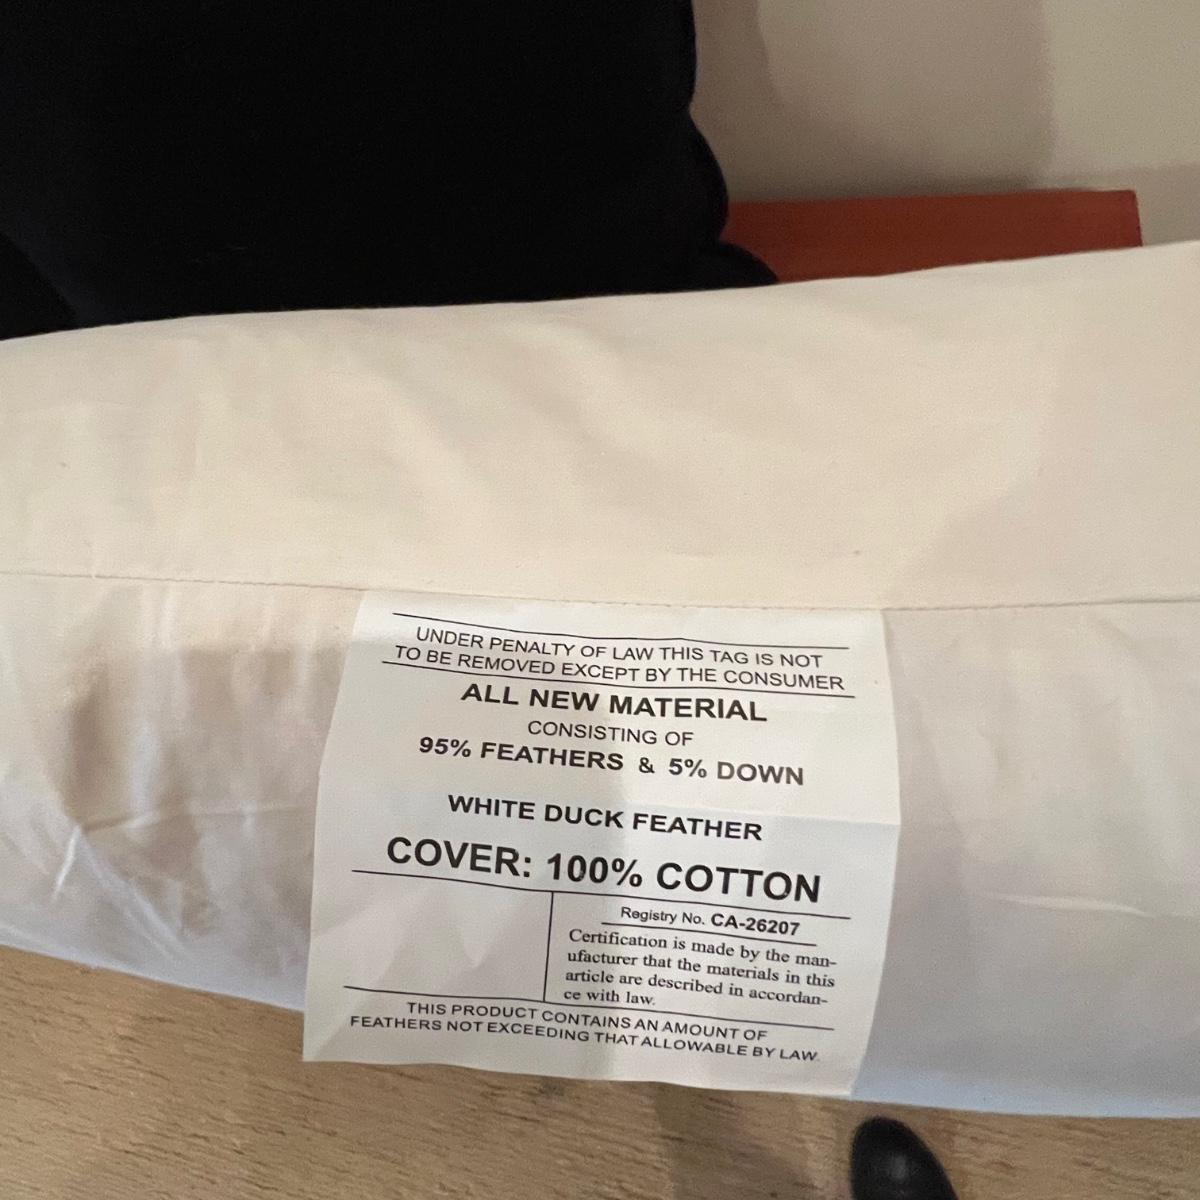 UNDER PENALTY OF LAW THIS TAG IS NOT
TO BE REMOVED EXCEPT BY THE CONSUMER
ALL NEW MATERIAL
CONSISTING OF
95% FEATHERS & 5% DOWN
WHITE DUCK FEATHER
COVER: 100% COTTON
Registry No. CA-26207
Certification is made by the man-
ufacturer that the materials in this
article are described in accordan-
ce with law.
THIS PRODUCT CONTAINS AN AMOUNT OF
FEATHERS NOT EXCEEDING THAT ALLOWABLE BY LAW.